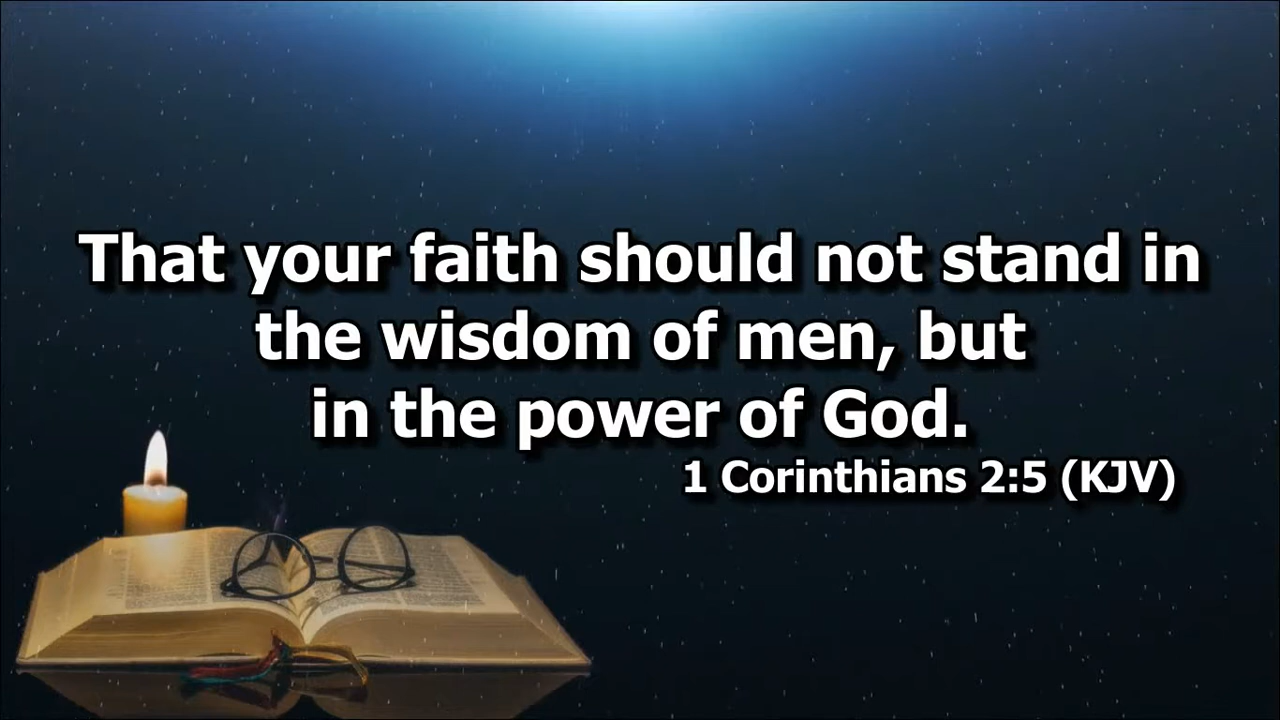 That your faith should not stand in
the wisdom of men, but
in the power of God.
1 Corinthians 2:5 (KJV)